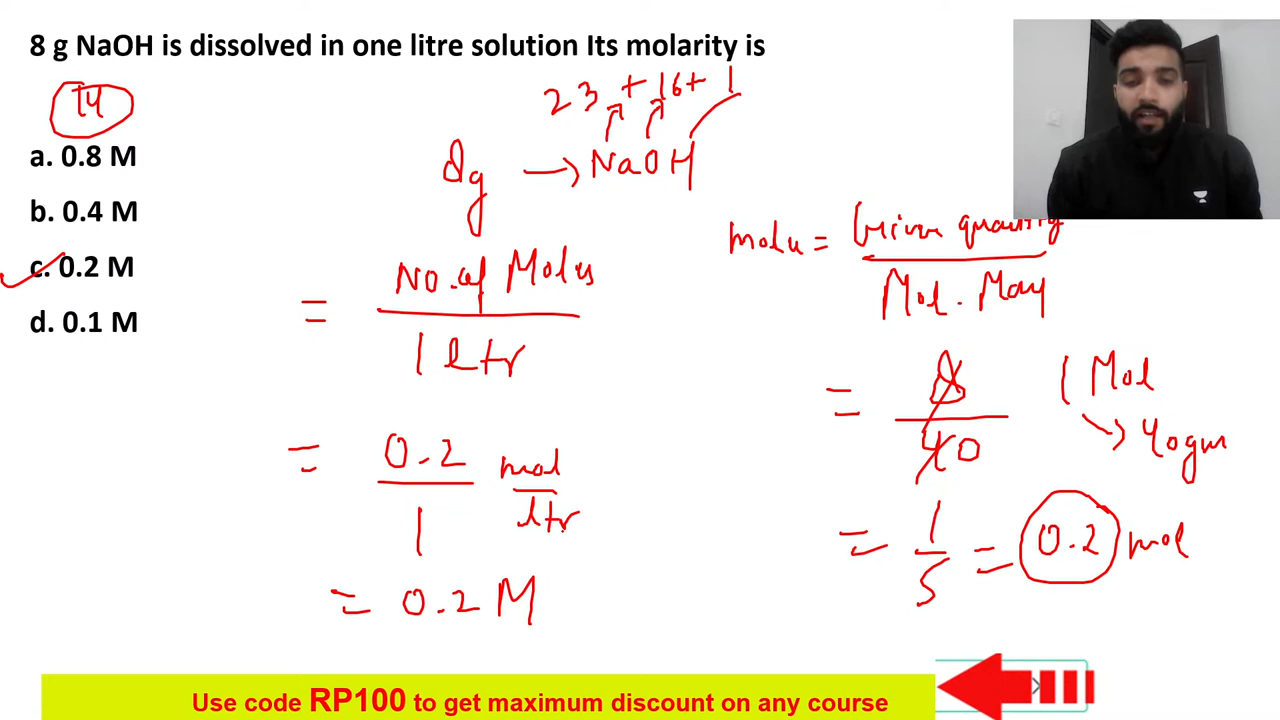 8 g NaOH is dissolved in one litre solution Its molarity is
14
a. 0.8 M
b. 0.4 M
c. 0.2 M
d. 0.1 M
23 + 16 + 1
8g → NaOH
= No. of Moles
1 ltr
= 0.2 mol
1 ltr
= 0.2 M
moles = Given quantity
Mol. Mass
= 8
40
1 Mol
→ 40gm
= 1 = 0.2 mol
5
Use code RP100 to get maximum discount on any course